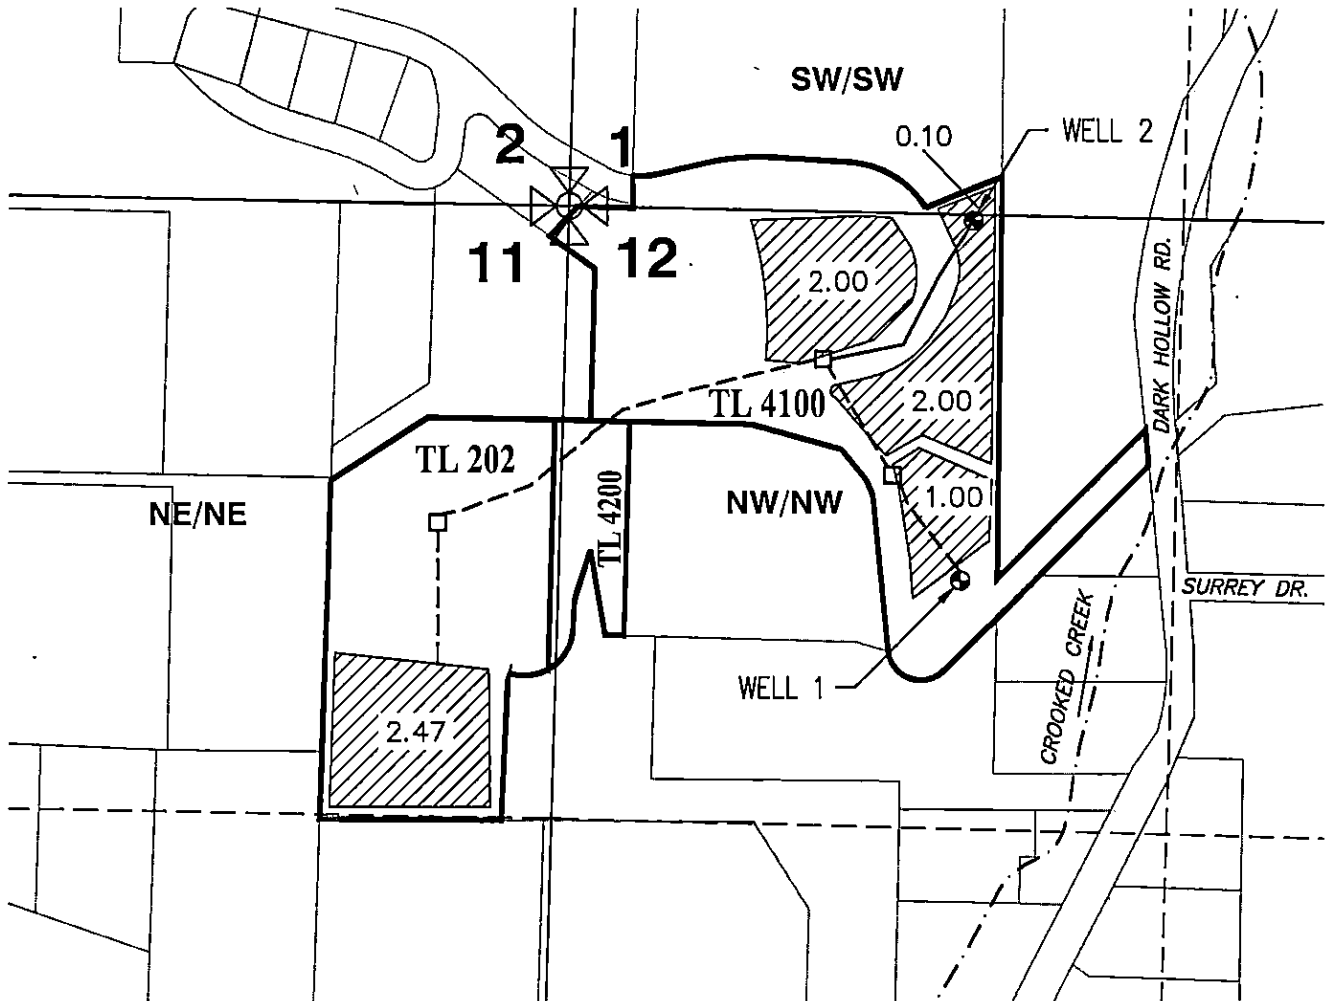 SW/SW
0.10
WELL 2
2
1
11
12
2.00
DARK HOLLOW RD.
TL 4100
2.00
TL 202
TL 4200
NE/NE
NW/NW
1.00
SURREY DR.
CROOKED CREEK
WELL 1
2.47